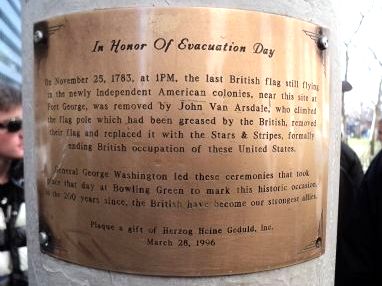 In Honor Of Evacuation Day
On November 25, 1783, at 1PM, the last British flag still flying
in the newly Independent American colonies, near this site at
Fort George, was removed by John Van Arsdale, who climbed
the flag pole which had been greased by the British, removed
their flag and replaced it with the Stars & Stripes, formally
ending British occupation of these United States.
General George Washington led these ceremonies that took
place that day at Bowling Green to mark this historic occasion.
In the 200 years since, the British have become our strongest allies.
Plaque a gift of Herzog Heine Geduld, Inc.
March 28, 1996